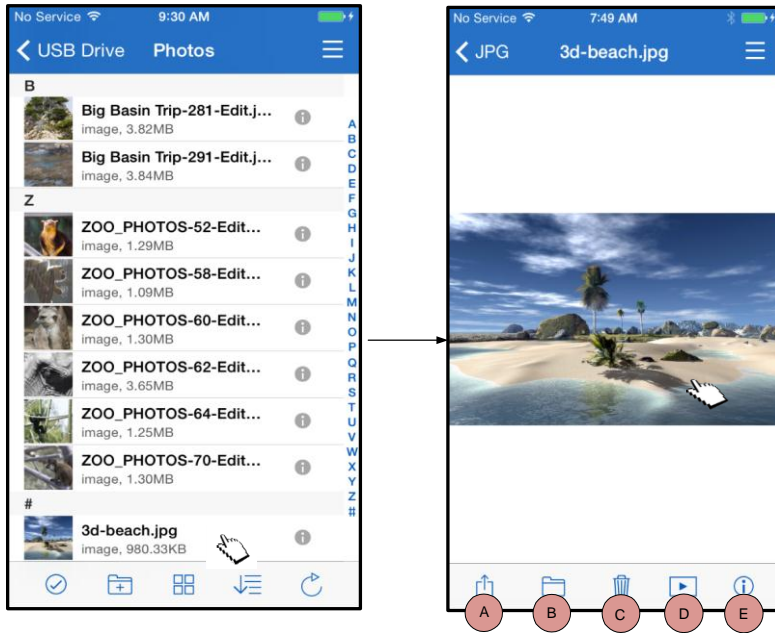 No Service 9:30 AM
USB Drive Photos
B
Big Basin Trip-281-Edit.j...
image, 3.82MB
Big Basin Trip-291-Edit.j...
image, 3.84MB
Z
ZOO_PHOTOS-52-Edit...
image, 1.29MB
ZOO_PHOTOS-58-Edit...
image, 1.09MB
ZOO_PHOTOS-60-Edit...
image, 1.30MB
ZOO_PHOTOS-62-Edit...
image, 3.65MB
ZOO_PHOTOS-64-Edit...
image, 1.25MB
ZOO_PHOTOS-70-Edit...
image, 1.30MB
#
3d-beach.jpg
image, 980.33KB
A
B
C
D
E
F
G
H
I
J
K
L
M
N
O
P
Q
R
S
T
U
V
W
X
Y
Z
#
No Service 7:49 AM
JPG 3d-beach.jpg
A B C D E